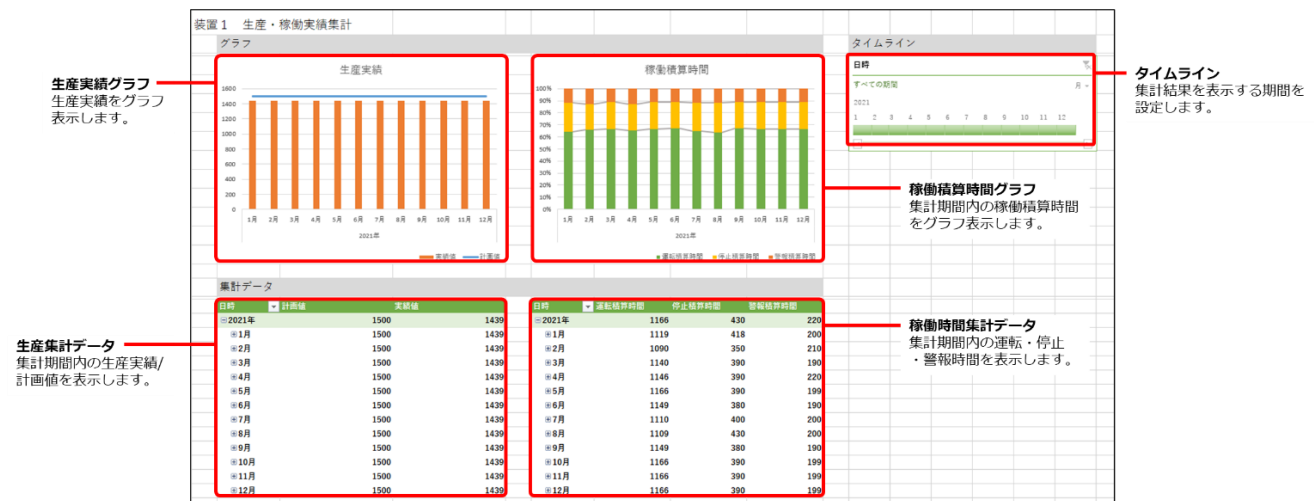 装置1 生産・稼働実績集計
グラフ
タイムライン
生産実績グラフ
生産実績をグラフ
表示します。
生産実績
1600
1400
1200
1000
800
600
400
200
0
1月 2月 3月 4月 5月 6月 7月 8月 9月 10月 11月 12月
2021年
実績値 計画値
稼働積算時間
100%
90%
80%
70%
60%
50%
40%
30%
20%
10%
0%
1月 2月 3月 4月 5月 6月 7月 8月 9月 10月 11月 12月
2021年
運転積算時間 停止積算時間 警報積算時間
日時
すべての期間
月
2021
1 2 3 4 5 6 7 8 9 10 11 12
タイムライン
集計結果を表示する期間を
設定します。
稼働積算時間グラフ
集計期間内の稼働積算時間
をグラフ表示します。
集計データ
生産集計データ
集計期間内の生産実績/
計画値を表示します。
日時 計画値 実績値
2021年 1500 1439
1月 1500 1439
2月 1500 1439
3月 1500 1439
4月 1500 1439
5月 1500 1439
6月 1500 1439
7月 1500 1439
8月 1500 1439
9月 1500 1439
10月 1500 1439
11月 1500 1439
12月 1500 1439
日時 運転積算時間 停止積算時間 警報積算時間
2021年 1166 430 220
1月 1119 418 200
2月 1090 350 210
3月 1140 390 190
4月 1146 390 220
5月 1166 390 199
6月 1149 380 190
7月 1110 400 200
8月 1109 430 200
9月 1149 380 190
10月 1166 390 199
11月 1166 390 199
12月 1166 390 199
稼働時間集計データ
集計期間内の運転・停止
・警報時間を表示します。